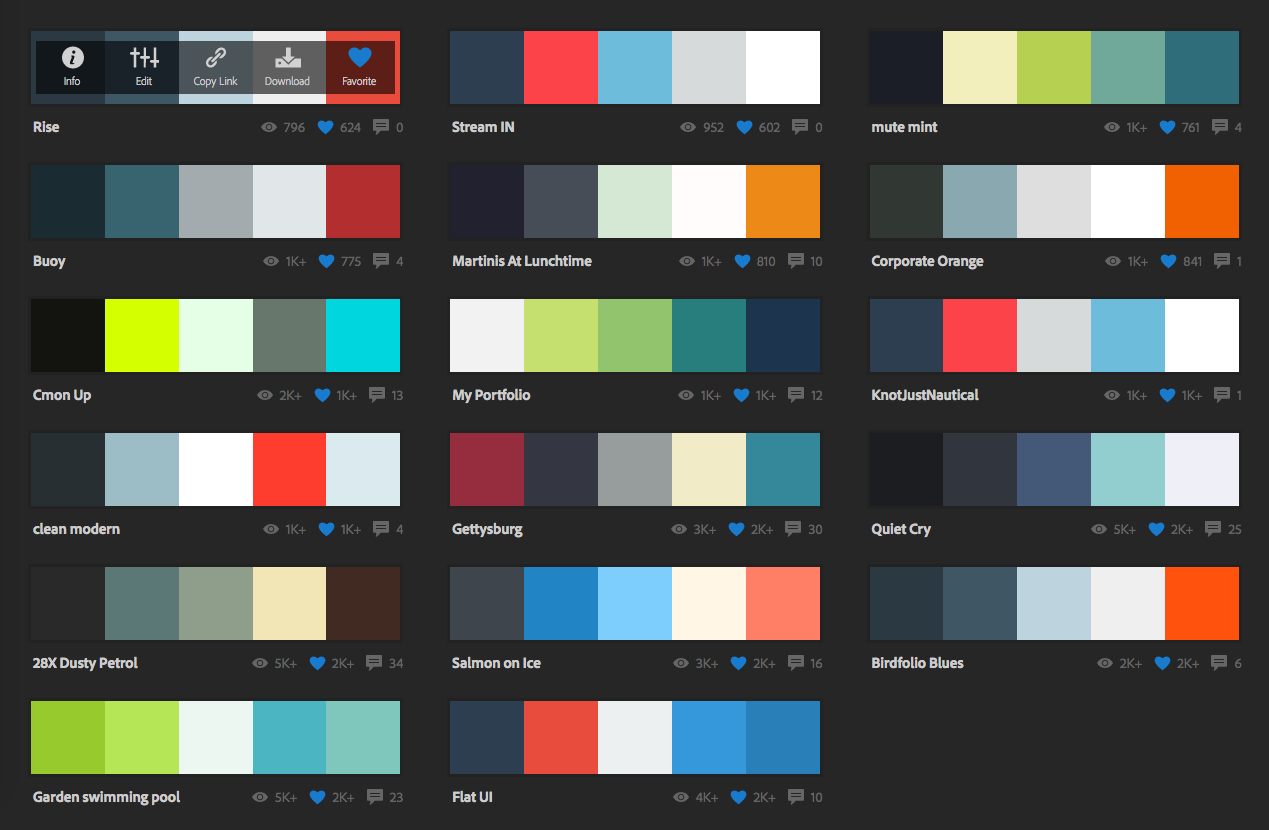 Info Edit Copy Link Download Favorite
Rise 796 624 0
Stream IN 952 602 0
mute mint 1K+ 761 4
Buoy 1K+ 775 4
Martinis At Lunchtime 1K+ 810 10
Corporate Orange 1K+ 841 1
Cmon Up 2K+ 1K+ 13
My Portfolio 1K+ 1K+ 12
KnotJustNautical 1K+ 1K+ 1
clean modern 1K+ 1K+ 4
Gettysburg 3K+ 2K+ 30
Quiet Cry 5K+ 2K+ 25
28X Dusty Petrol 5K+ 2K+ 34
Salmon on Ice 3K+ 2K+ 16
Birdfolio Blues 2K+ 2K+ 6
Garden swimming pool 5K+ 2K+ 23
Flat UI 4K+ 2K+ 10